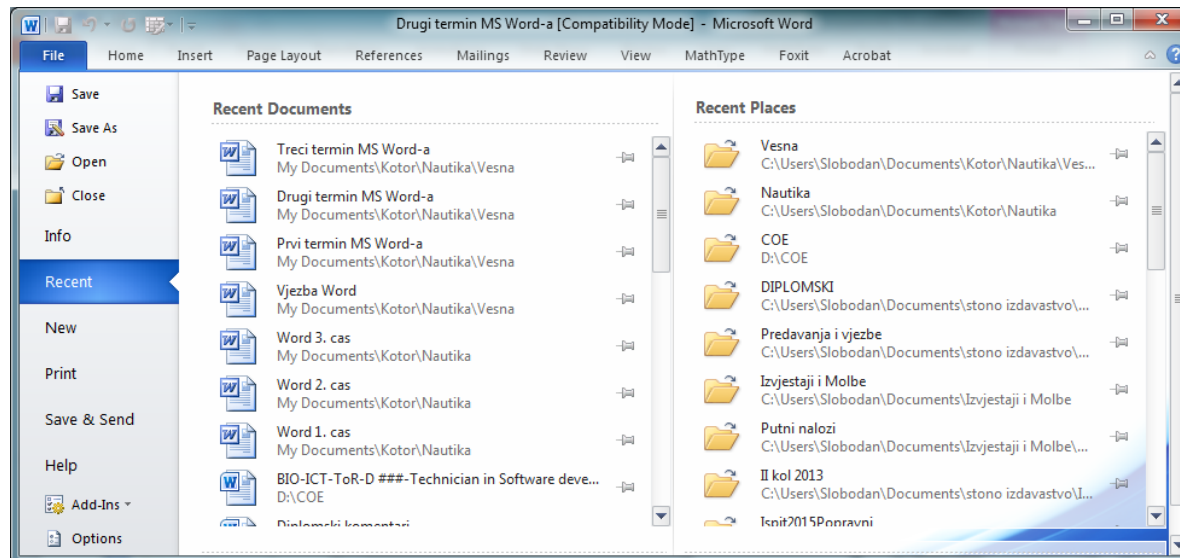 Drugi termin MS Word-a [Compatibility Mode] - Microsoft Word
File Home Insert Page Layout References Mailings Review View MathType Foxit Acrobat
Save
Save As
Open
Close
Info
Recent
New
Print
Save & Send
Help
Add-Ins
Options
Recent Documents
Treci termin MS Word-a
My Documents\Kotor\Nautika\Vesna
Drugi termin MS Word-a
My Documents\Kotor\Nautika\Vesna
Prvi termin MS Word-a
My Documents\Kotor\Nautika\Vesna
Vjezba Word
My Documents\Kotor\Nautika\Vesna
Word 3. cas
My Documents\Kotor\Nautika
Word 2. cas
My Documents\Kotor\Nautika
Word 1. cas
My Documents\Kotor\Nautika
BIO-ICT-ToR-D ###-Technician in Software deve...
D:\COE
Diplomski komentari
Recent Places
Vesna
C:\Users\Slobodan\Documents\Kotor\Nautika\Ves...
Nautika
C:\Users\Slobodan\Documents\Kotor\Nautika
COE
D:\COE
DIPLOMSKI
C:\Users\Slobodan\Documents\stono izdavastvo\...
Predavanja i vjezbe
C:\Users\Slobodan\Documents\stono izdavastvo\...
Izvjestaji i Molbe
C:\Users\Slobodan\Documents\Izvjestaji i Molbe
Putni nalozi
C:\Users\Slobodan\Documents\Izvjestaji i Molbe\...
II kol 2013
C:\Users\Slobodan\Documents\stono izdavastvo\I...
Ispit2015Popravni